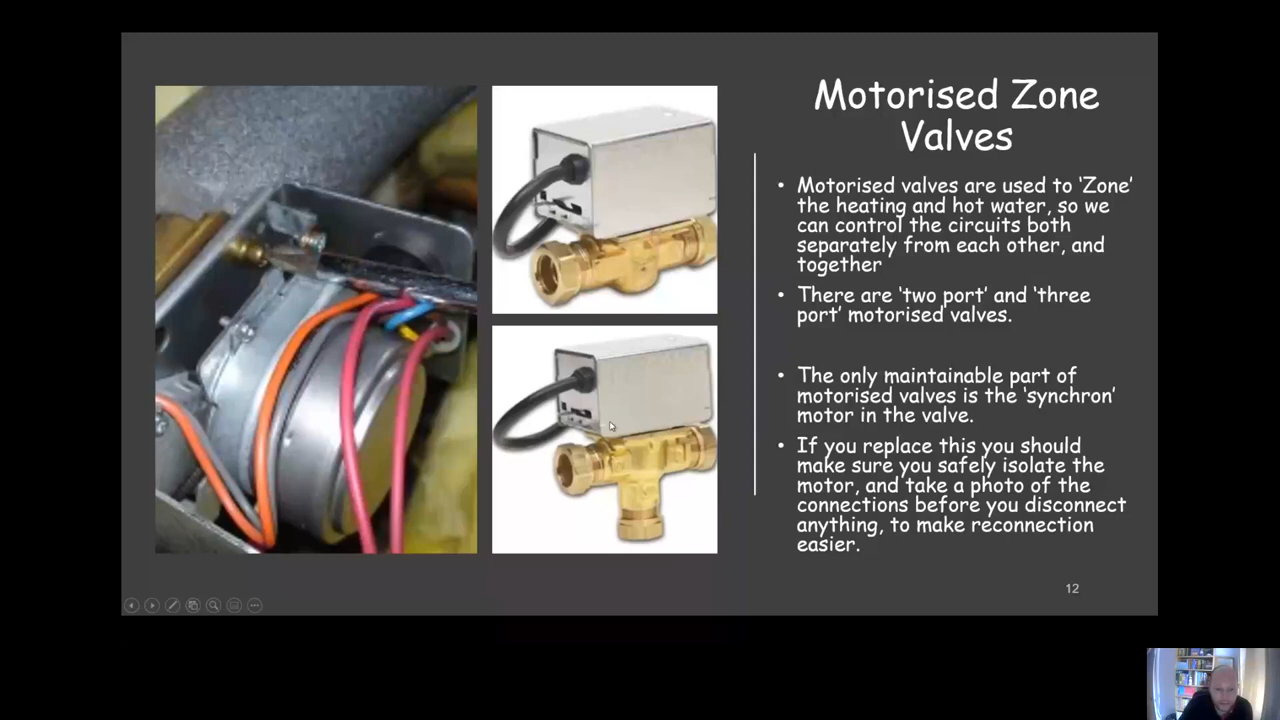 Motorised Zone
Valves
• Motorised valves are used to ‘Zone’
the heating and hot water, so we
can control the circuits both
separately from each other, and
together
• There are ‘two port’ and ‘three
port’ motorised valves.
• The only maintainable part of
motorised valves is the ‘synchron’
motor in the valve.
• If you replace this you should
make sure you safely isolate the
motor, and take a photo of the
connections before you disconnect
anything, to make reconnection
easier.
12